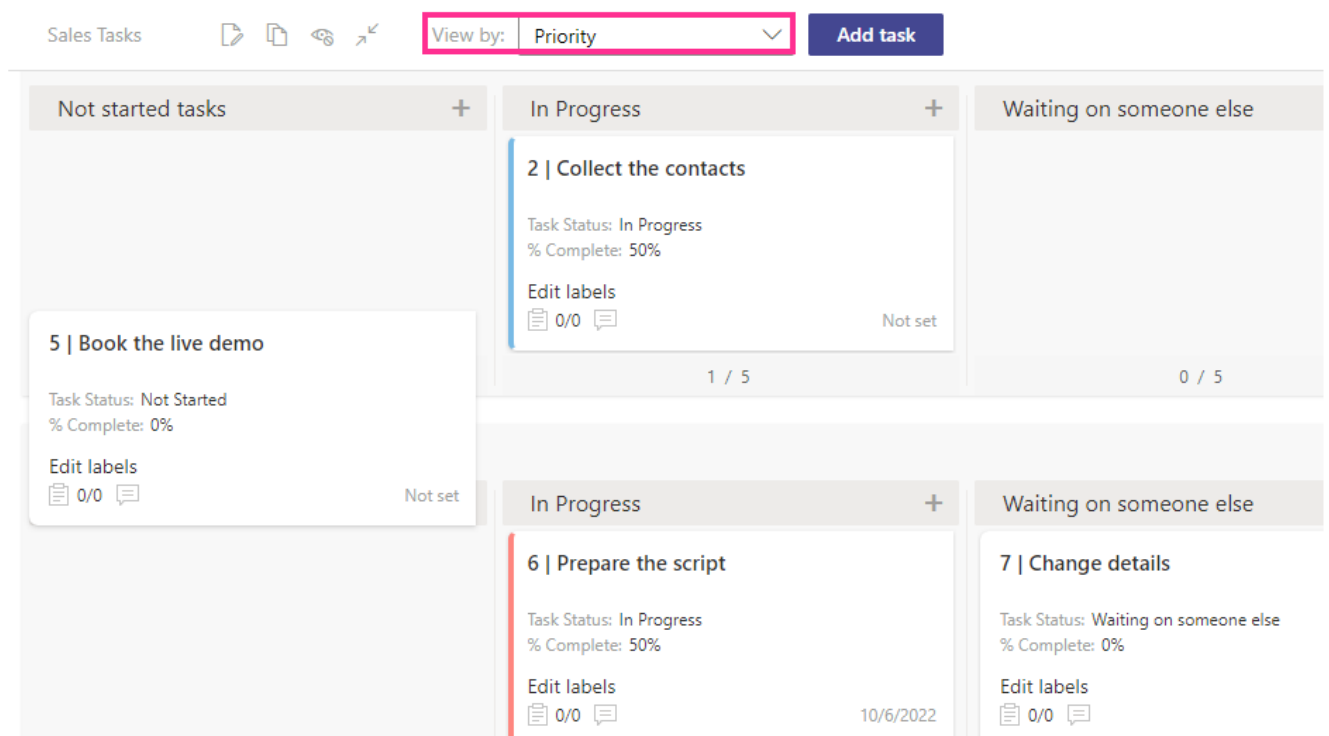 Sales Tasks View by: Priority Add task
Not started tasks + In Progress + Waiting on someone else
2 | Collect the contacts
Task Status: In Progress
% Complete: 50%
Edit labels
0/0 Not set
1 / 5 0 / 5
5 | Book the live demo
Task Status: Not Started
% Complete: 0%
Edit labels
0/0 Not set
In Progress + Waiting on someone else
6 | Prepare the script
Task Status: In Progress
% Complete: 50%
Edit labels
0/0 10/6/2022
7 | Change details
Task Status: Waiting on someone else
% Complete: 0%
Edit labels
0/0